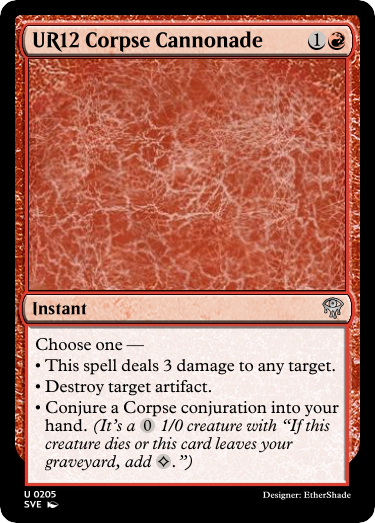 UR12 Corpse Cannonade 1
Instant
Choose one —
• This spell deals 3 damage to any target.
• Destroy target artifact.
• Conjure a Corpse conjuration into your
hand. (It's a 0 1/0 creature with “If this
creature dies or this card leaves your
graveyard, add .”)
U 0205
SVE
Designer: EtherShade